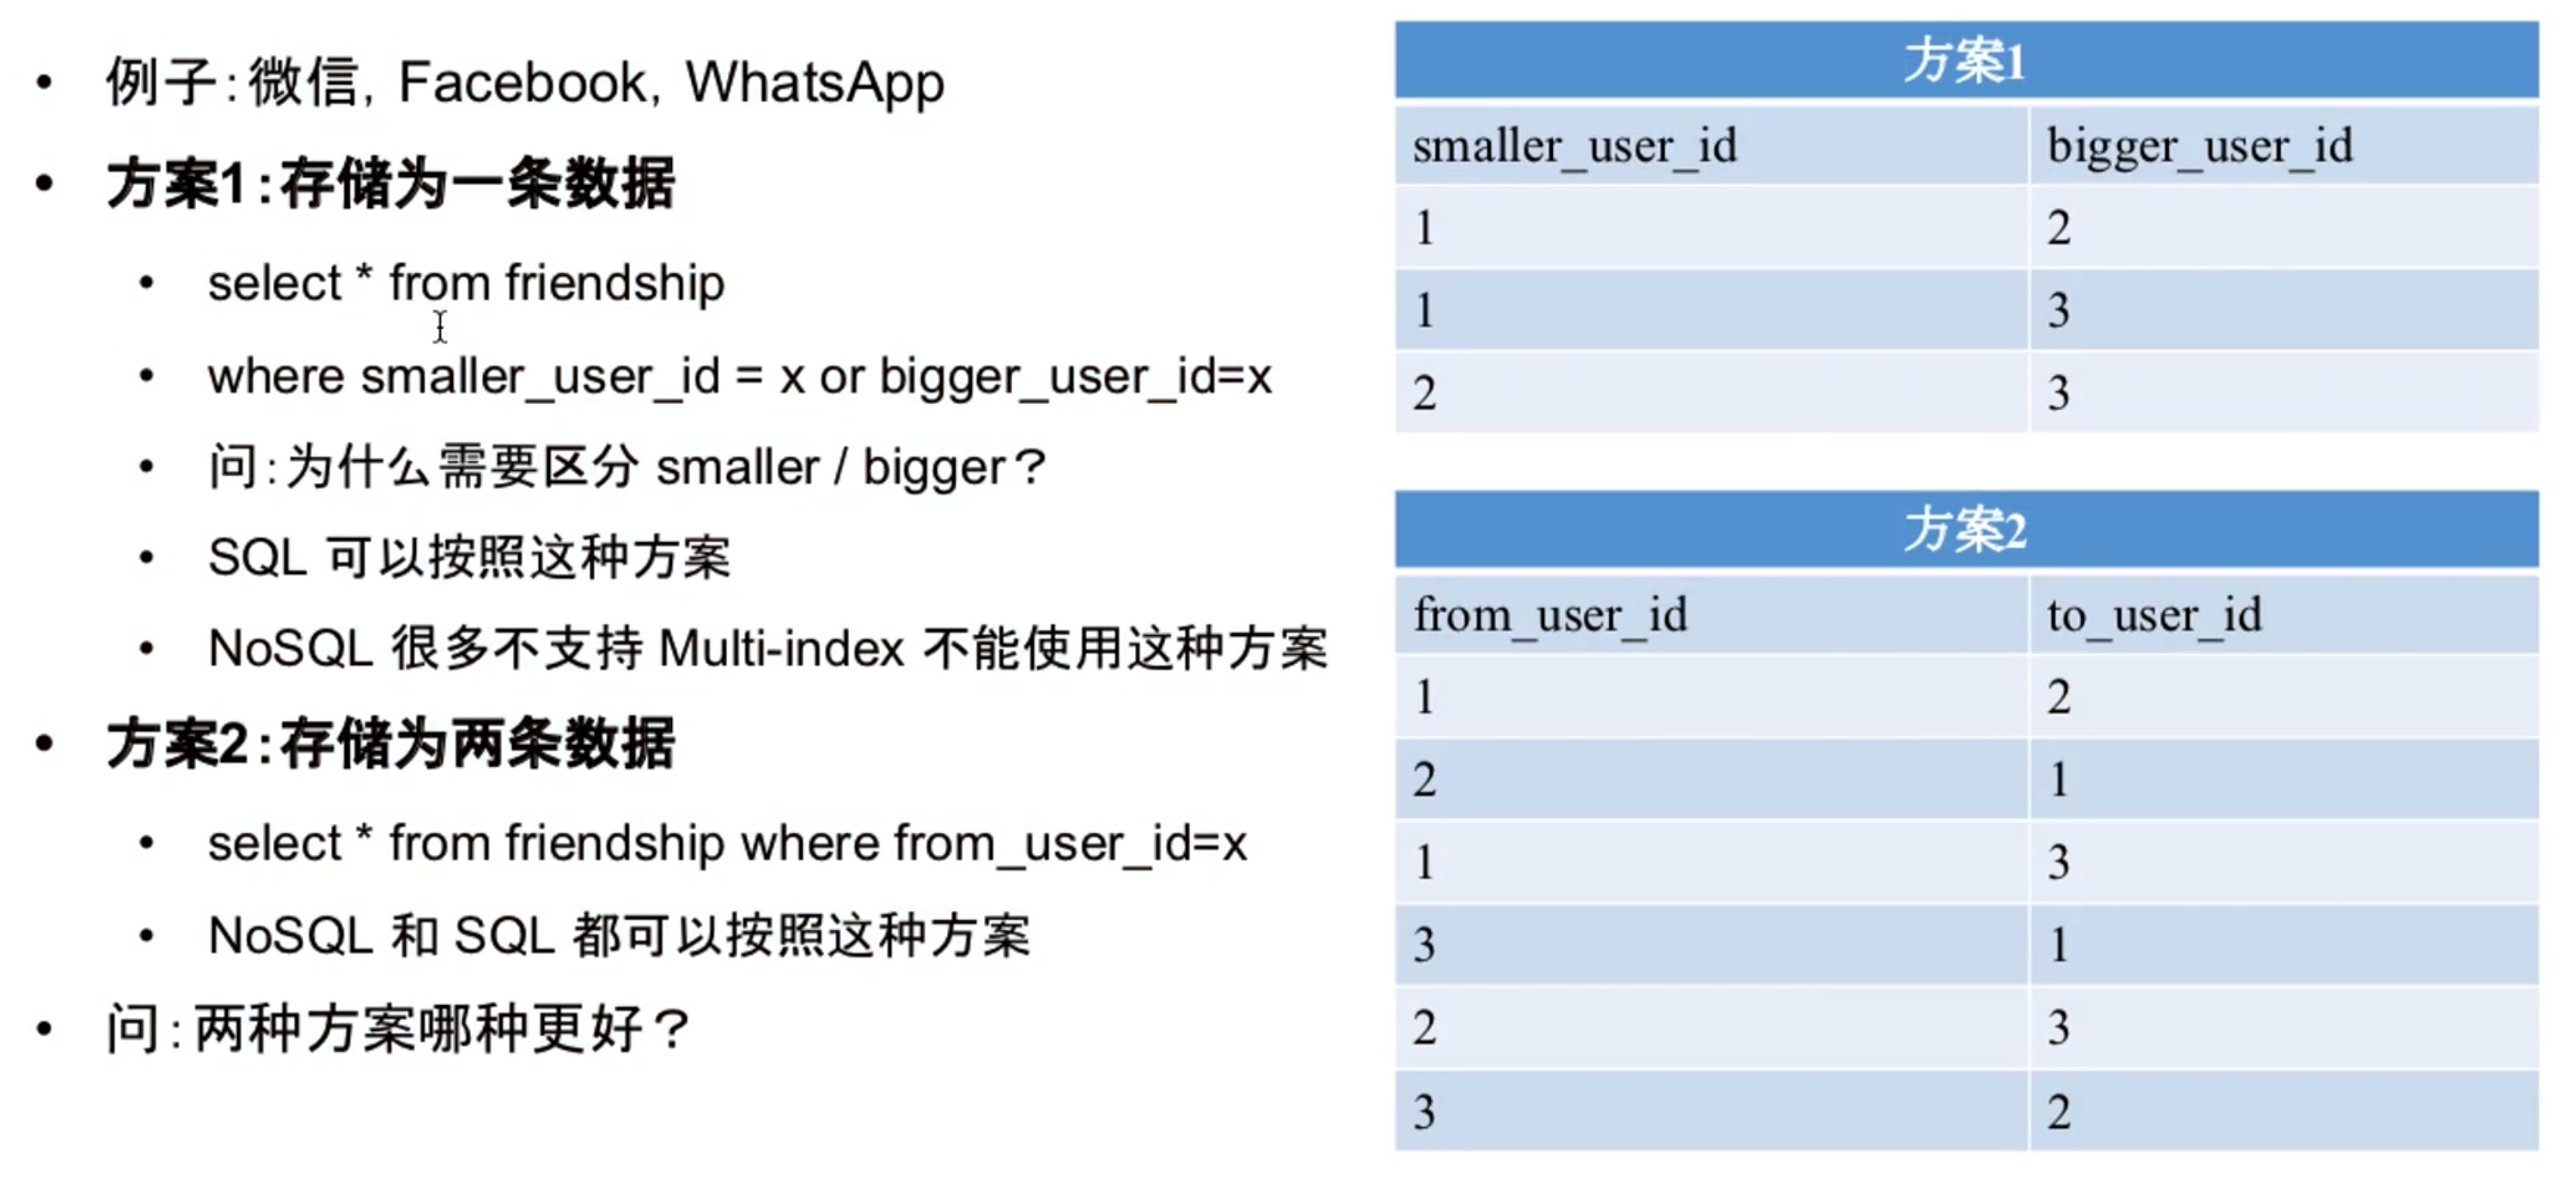 例子：微信，Facebook，WhatsApp
方案1：存储为一条数据
select * from friendship
where smaller_user_id = x or bigger_user_id=x
问：为什么需要区分 smaller / bigger？
SQL 可以按照这种方案
NoSQL 很多不支持 Multi-index 不能使用这种方案
方案2：存储为两条数据
select * from friendship where from_user_id=x
NoSQL 和 SQL 都可以按照这种方案
问：两种方案哪种更好？
方案1
smaller_user_id bigger_user_id
1 2
1 3
2 3
方案2
from_user_id to_user_id
1 2
2 1
1 3
3 1
2 3
3 2